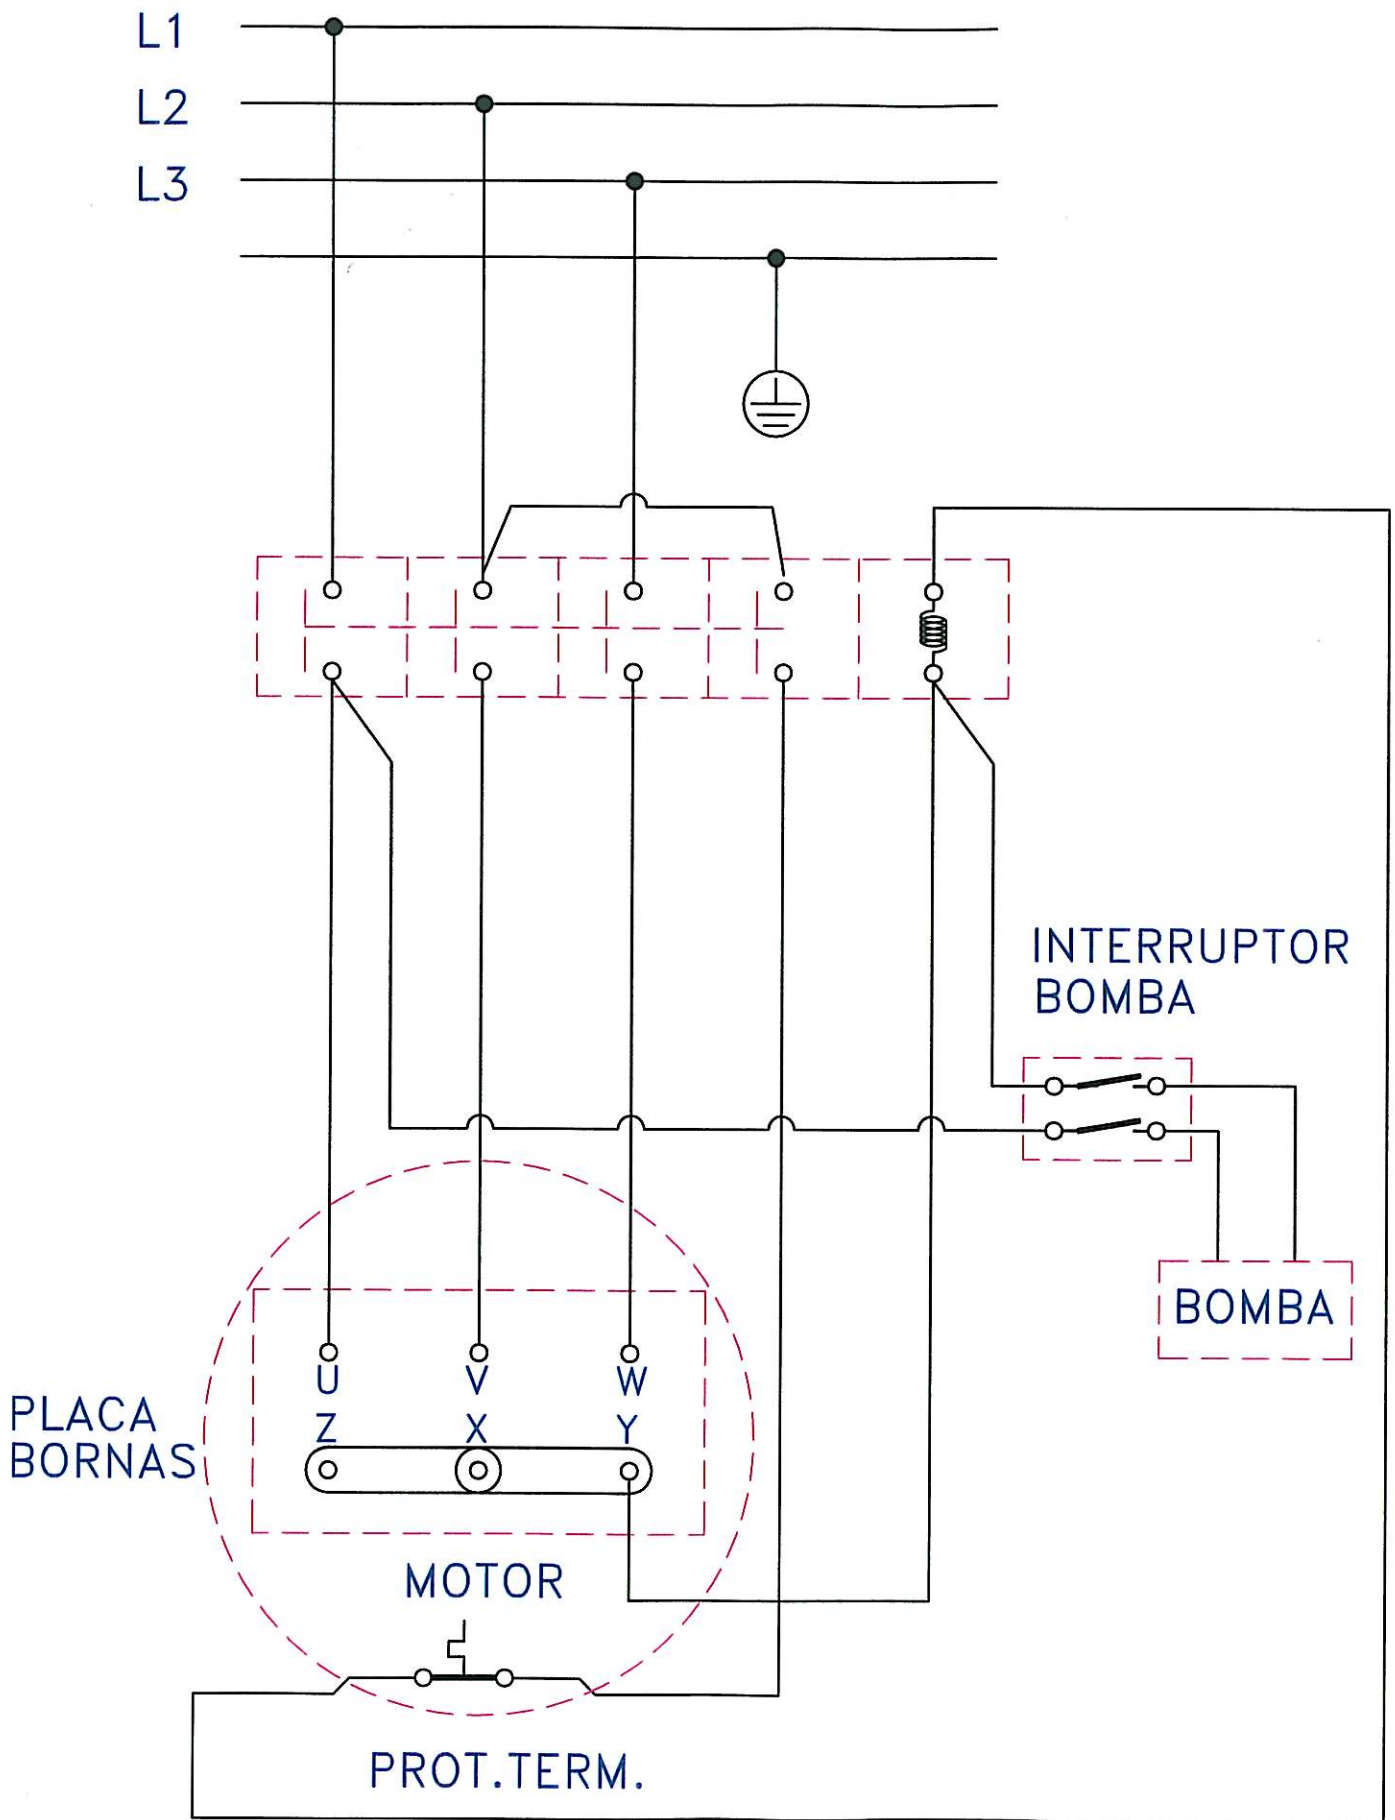 L1
L2
L3
INTERRUPTOR
BOMBA
BOMBA
U V W
Z X Y
PLACA
BORNAS
MOTOR
PROT.TERM.